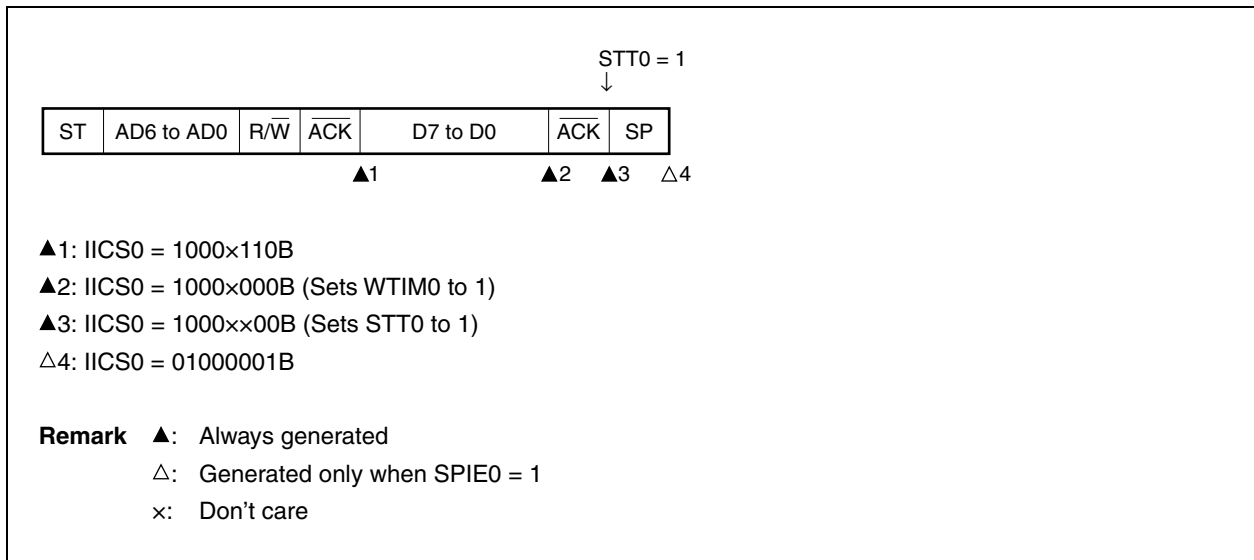 STT0 = 1
↓
ST AD6 to AD0 R/W̅ A̅C̅K̅ D7 to D0 A̅C̅K̅ SP
▲1 ▲2 ▲3 △4
▲1: IICS0 = 1000×110B
▲2: IICS0 = 1000×000B (Sets WTIM0 to 1)
▲3: IICS0 = 1000××00B (Sets STT0 to 1)
△4: IICS0 = 01000001B
Remark ▲: Always generated
△: Generated only when SPIE0 = 1
×: Don't care